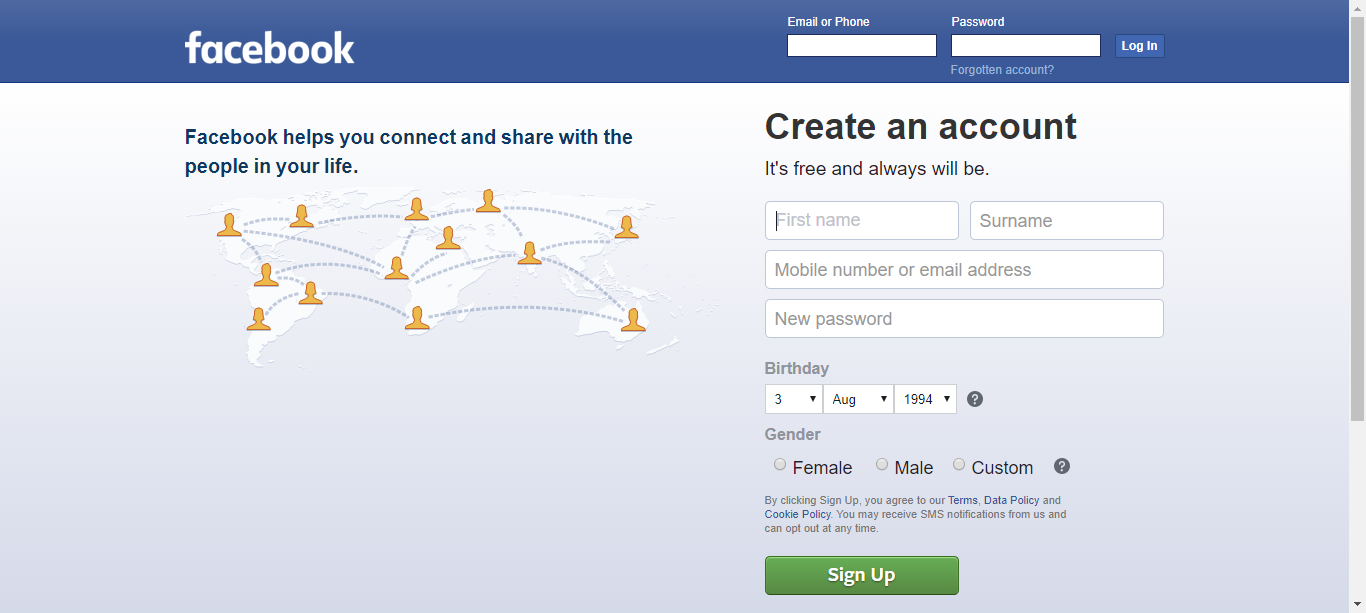 facebook
Email or Phone
Password
Log In
Forgotten account?
Facebook helps you connect and share with the
people in your life.
Create an account
It's free and always will be.
First name
Surname
Mobile number or email address
New password
Birthday
3 Aug 1994 ?
Gender
Female Male Custom ?
By clicking Sign Up, you agree to our Terms, Data Policy and
Cookie Policy. You may receive SMS notifications from us and
can opt out at any time.
Sign Up